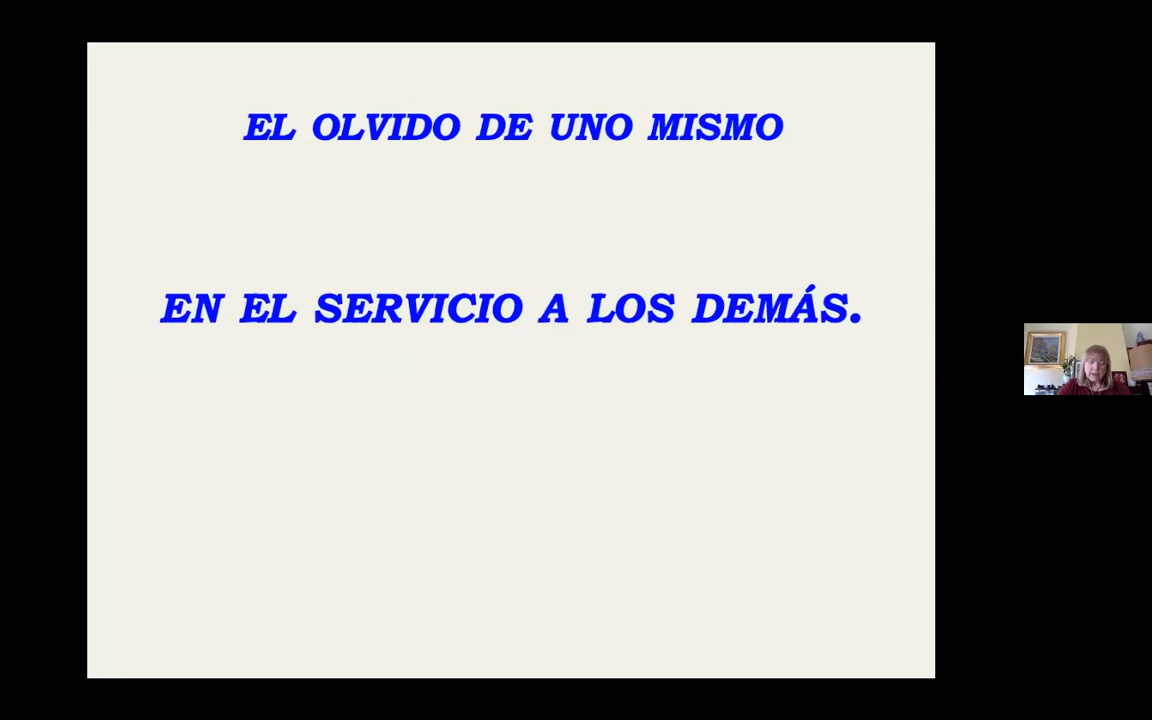 EL OLVIDO DE UNO MISMO
EN EL SERVICIO A LOS DEMÁS.